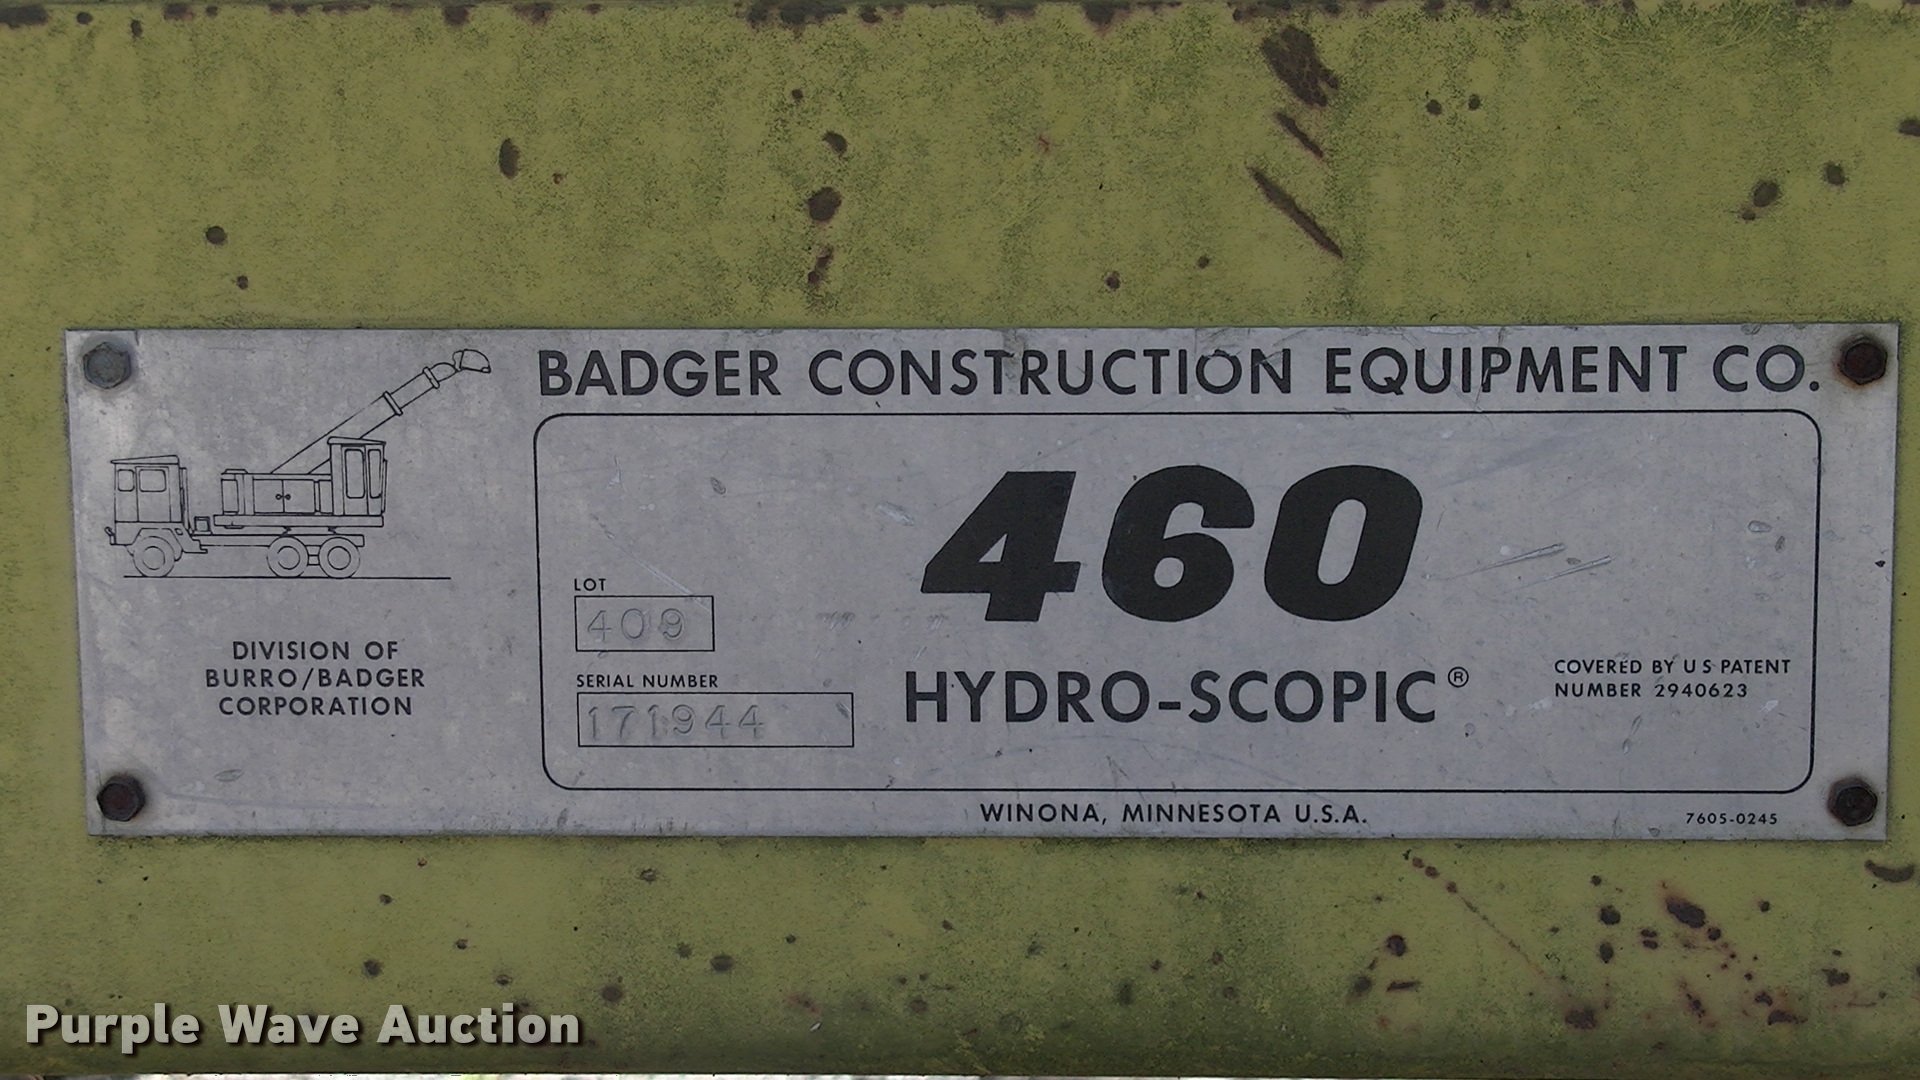 BADGER CONSTRUCTION EQUIPMENT CO.
460
HYDRO-SCOPIC®
LOT
409
SERIAL NUMBER
171944
COVERED BY U S PATENT
NUMBER 2940623
DIVISION OF
BURRO/BADGER
CORPORATION
WINONA, MINNESOTA U.S.A.
7605-0245
Purple Wave Auction